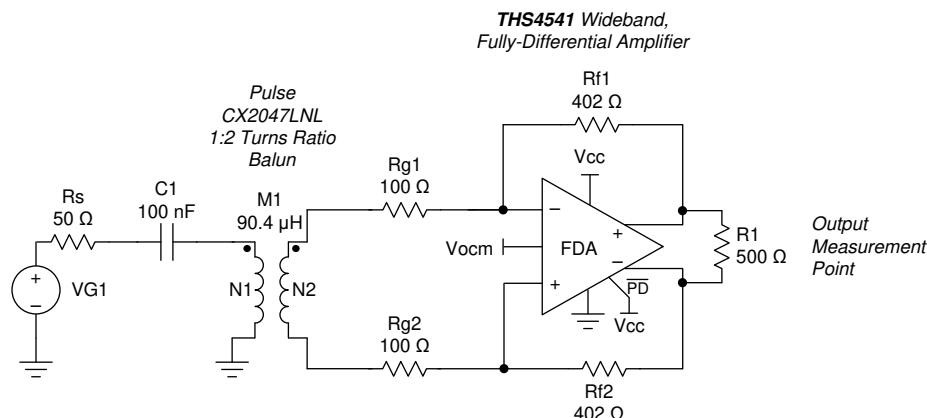 THS4541 Wideband,
Fully-Differential Amplifier
Rf1
402 Ω
Pulse
CX2047LNL
1:2 Turns Ratio
Balun
Vcc
Rg1
100 Ω
C1
100 nF
M1
90.4 µH
Rs
50 Ω
VG1
N1
N2
Vocm
FDA
PD
Vcc
R1
500 Ω
Output
Measurement
Point
Rg2
100 Ω
Rf2
402 Ω